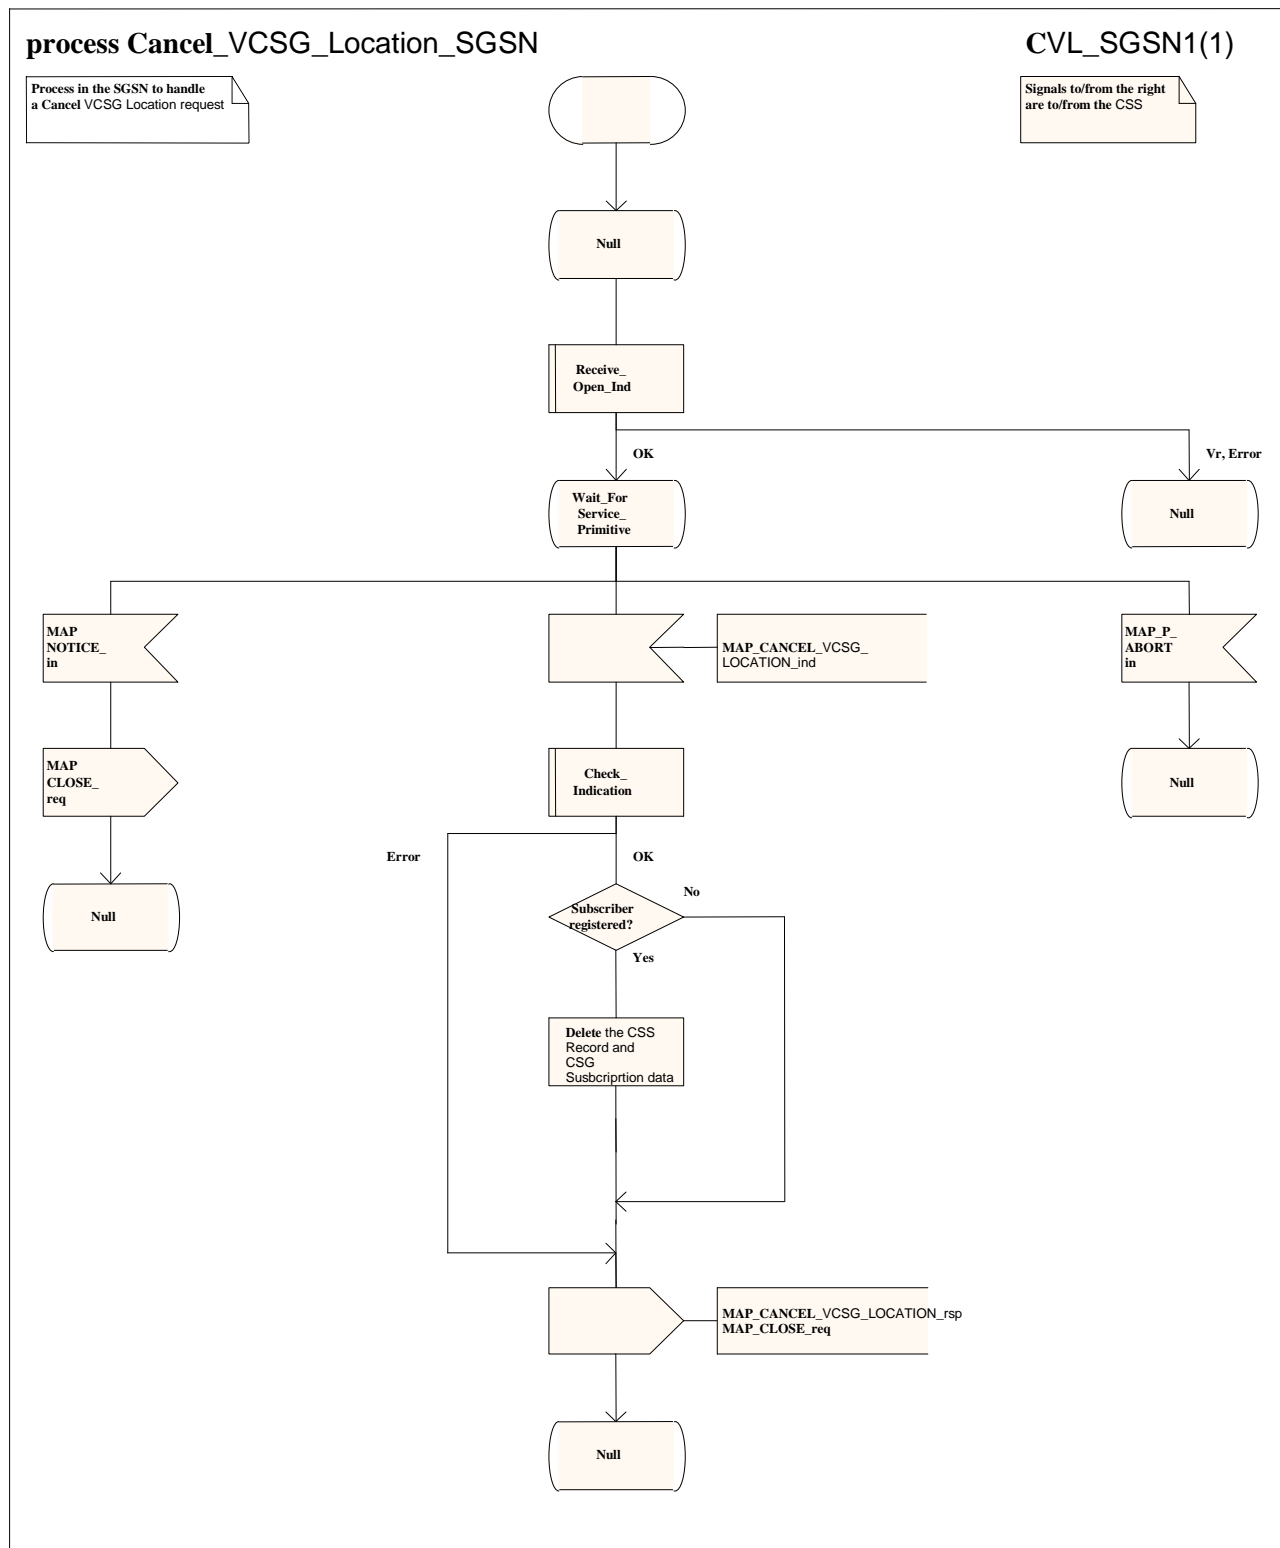 process Cancel_VCSG_Location_SGSN
CVL_SGSN1(1)
Process in the SGSN to handle
a Cancel VCSG Location request
Signals to/from the right
are to/from the CSS
Null
Receive_
Open_Ind
OK
Vr, Error
Wait_For
Service_
Primitive
Null
MAP
NOTICE_
in
MAP_CANCEL_VCSG_
LOCATION_ind
MAP_P_
ABORT
in
MAP
CLOSE_
req
Check_
Indication
Null
Error
OK
No
Null
Subscriber
registered?
Yes
Delete the CSS
Record and
CSG
Susbcriprtion data
MAP_CANCEL_VCSG_LOCATION_rsp
MAP_CLOSE_req
Null